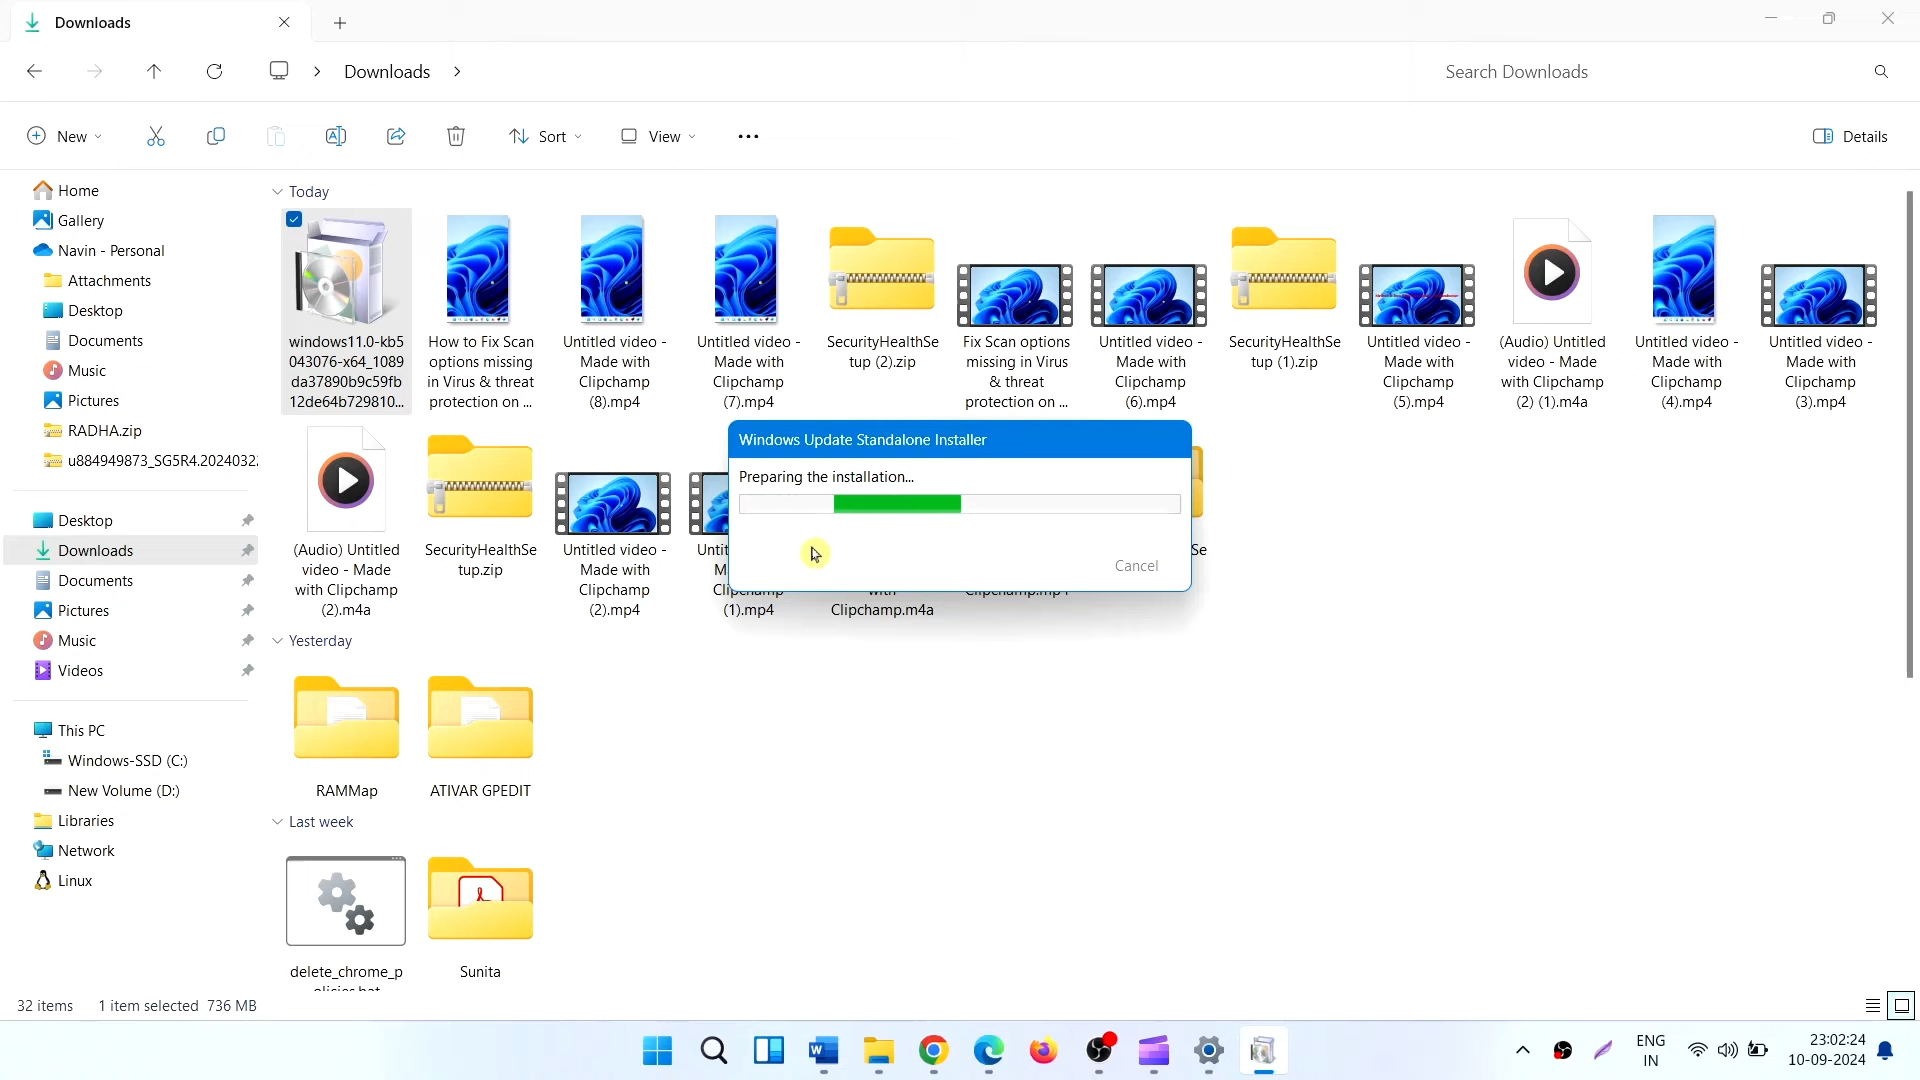 Downloads
Downloads
Search Downloads
New
Sort
View
Details
Home
Gallery
Navin - Personal
Attachments
Desktop
Documents
Music
Pictures
RADHA.zip
u884949873_SG5R4.2024032
Desktop
Downloads
Documents
Pictures
Music
Videos
This PC
Windows-SSD (C:)
New Volume (D:)
Libraries
Network
Linux
Today
windows11.0-kb5
043076-x64_1089
da37890b9c59fb
12de64b729810...
How to Fix Scan
options missing
in Virus & threat
protection on ...
Untitled video -
Made with
Clipchamp
(8).mp4
Untitled video -
Made with
Clipchamp
(7).mp4
SecurityHealthSe
tup (2).zip
Fix Scan options
missing in Virus
& threat
protection on ...
Untitled video -
Made with
Clipchamp
(6).mp4
SecurityHealthSe
tup (1).zip
Untitled video -
Made with
Clipchamp
(5).mp4
(Audio) Untitled
video - Made
with Clipchamp
(2) (1).m4a
Untitled video -
Made with
Clipchamp
(4).mp4
Untitled video -
Made with
Clipchamp
(3).mp4
(Audio) Untitled
video - Made
with Clipchamp
(2).m4a
SecurityHealthSe
tup.zip
Untitled video -
Made with
Clipchamp
(2).mp4
(1).mp4
Clipchamp.m4a
Se
Windows Update Standalone Installer
Preparing the installation...
Cancel
Yesterday
RAMMap
ATIVAR GPEDIT
Last week
delete_chrome_p
olicies.bat
Sunita
32 items
1 item selected 736 MB
ENG
IN
23:02:24
10-09-2024